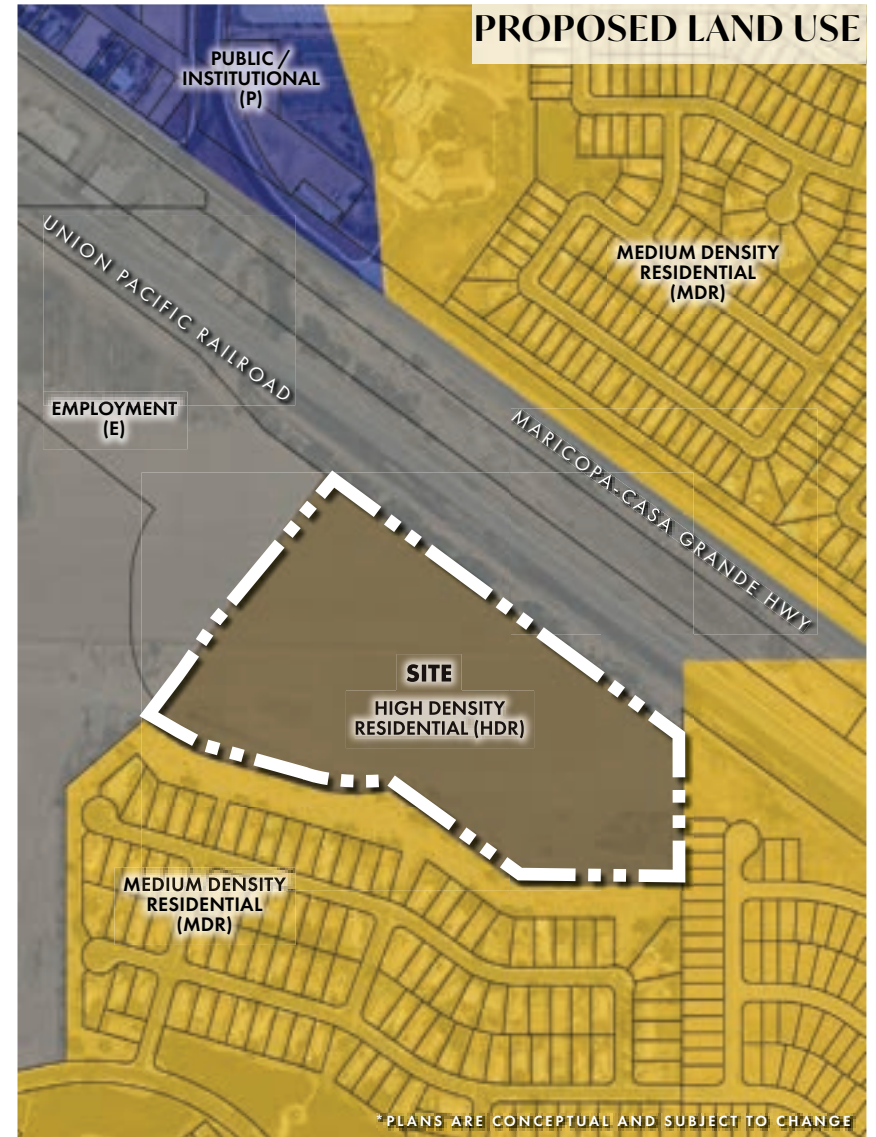 PROPOSED LAND USE
PUBLIC /
INSTITUTIONAL
(P)
MEDIUM DENSITY
RESIDENTIAL
(MDR)
UNION PACIFIC RAILROAD
EMPLOYMENT
(E)
MARICOPA-CASA GRANDE HWY
SITE
HIGH DENSITY
RESIDENTIAL (HDR)
MEDIUM DENSITY
RESIDENTIAL
(MDR)
*PLANS ARE CONCEPTUAL AND SUBJECT TO CHANGE